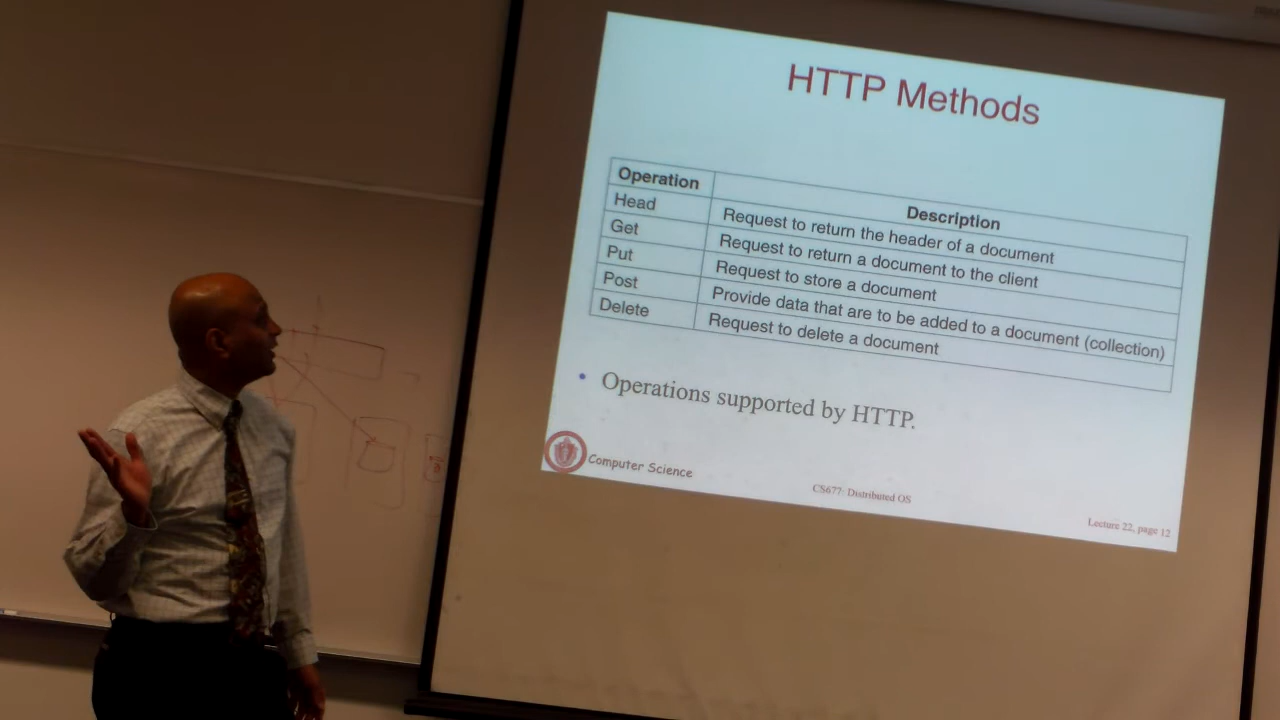 HTTP Methods
Operation Description
Head Request to return the header of a document
Get Request to return a document to the client
Put Request to store a document
Post Provide data that are to be added to a document (collection)
Delete Request to delete a document
• Operations supported by HTTP.
Computer Science
CS677: Distributed OS
Lecture 22, page 12